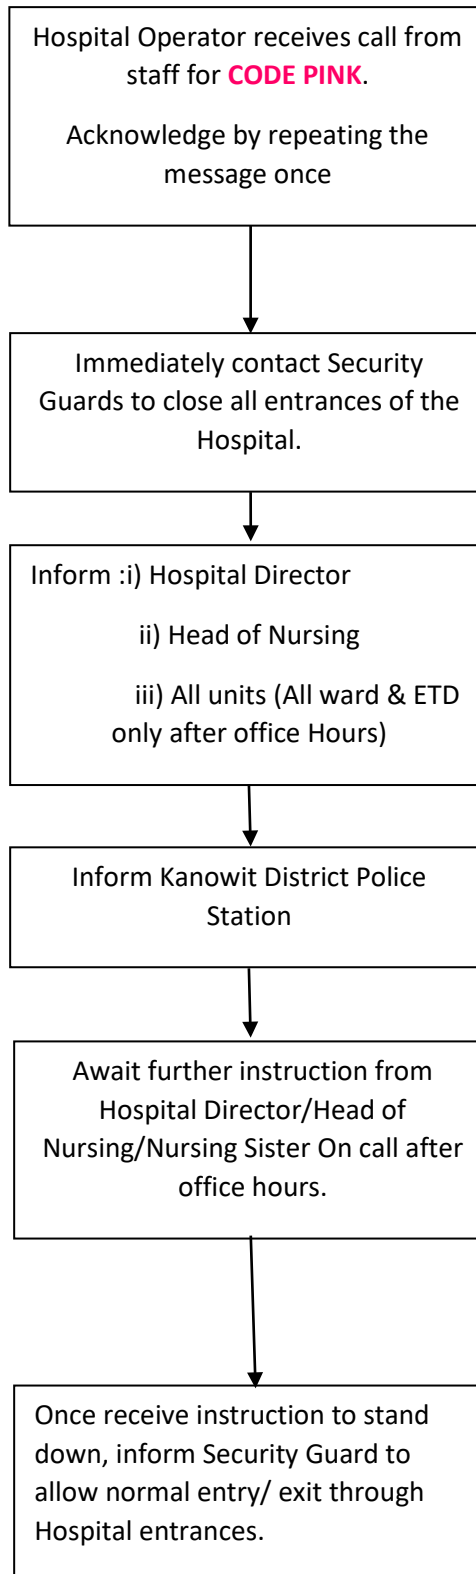 Hospital Operator receives call from
staff for CODE PINK.
Acknowledge by repeating the
message once
Immediately contact Security
Guards to close all entrances of the
Hospital.
Inform :i) Hospital Director
ii) Head of Nursing
iii) All units (All ward & ETD
only after office Hours)
Inform Kanowit District Police
Station
Await further instruction from
Hospital Director/Head of
Nursing/Nursing Sister On call after
office hours.
Once receive instruction to stand
down, inform Security Guard to
allow normal entry/ exit through
Hospital entrances.